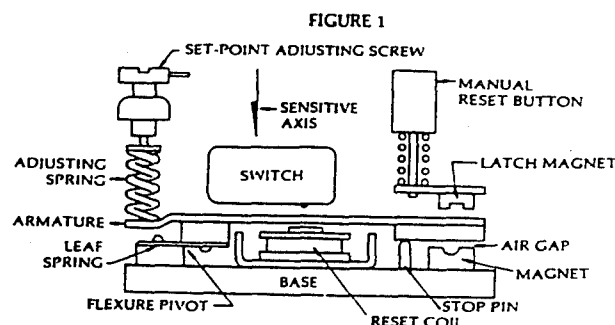 FIGURE 1
SET-POINT ADJUSTING SCREW
SENSITIVE
AXIS
MANUAL
RESET BUTTON
ADJUSTING
SPRING
SWITCH
LATCH MAGNET
ARMATURE
LEAF
SPRING
AIR GAP
MAGNET
FLEXURE PIVOT
BASE
STOP PIN
RESET COIL